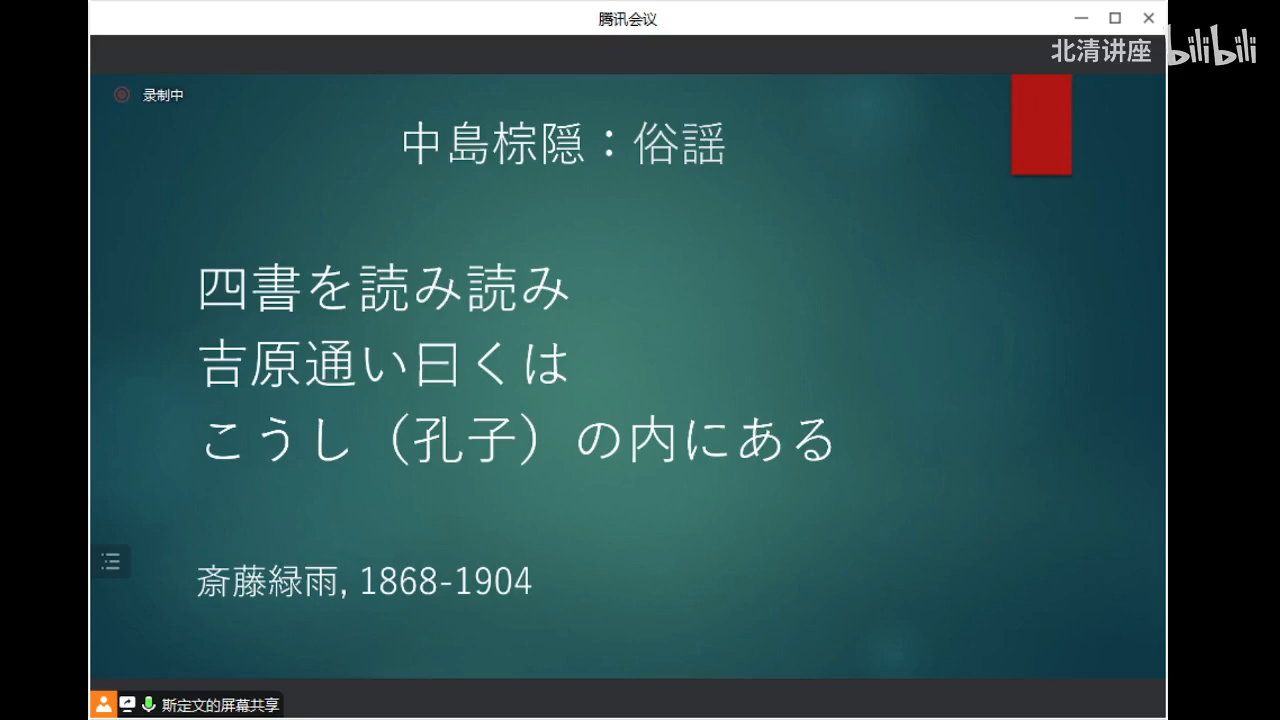 腾讯会议
北清讲座 bilibili
录制中
中島棕隠：俗謡
四書を読み読み
吉原通い曰くは
こうし（孔子）の内にある
斎藤緑雨, 1868-1904
斯定文的屏幕共享